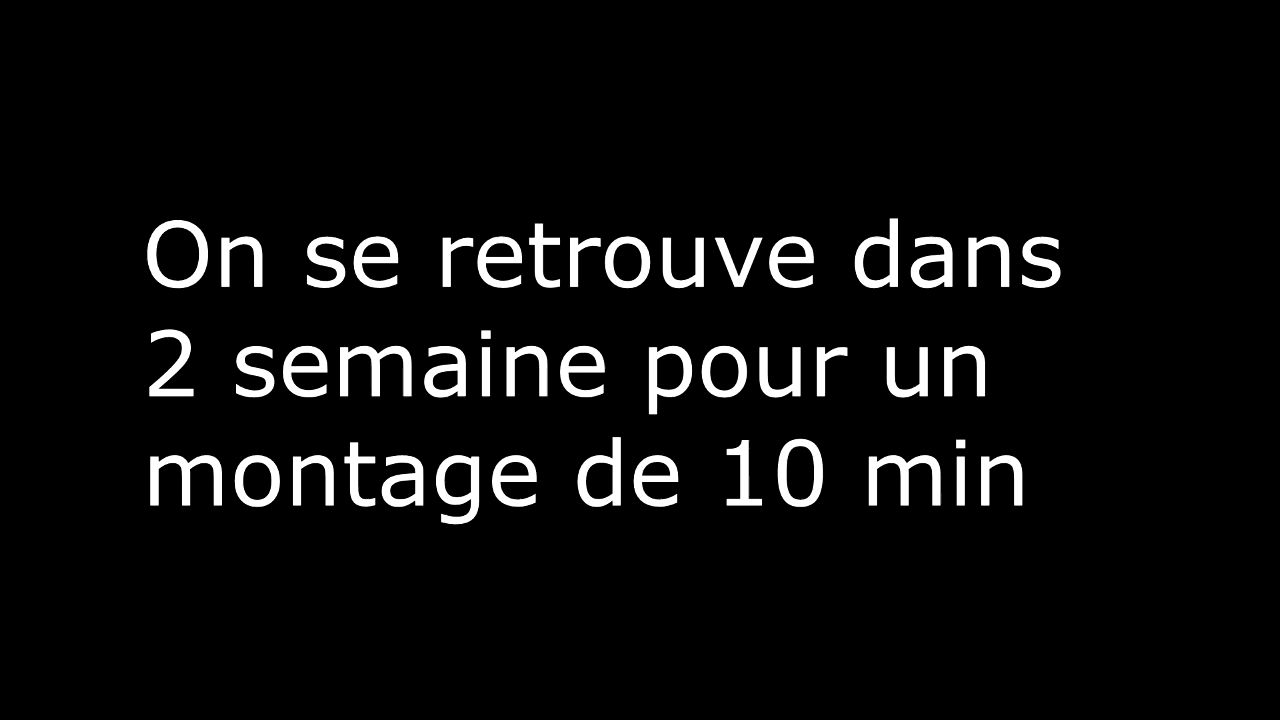 On se retrouve dans
2 semaine pour un
montage de 10 min